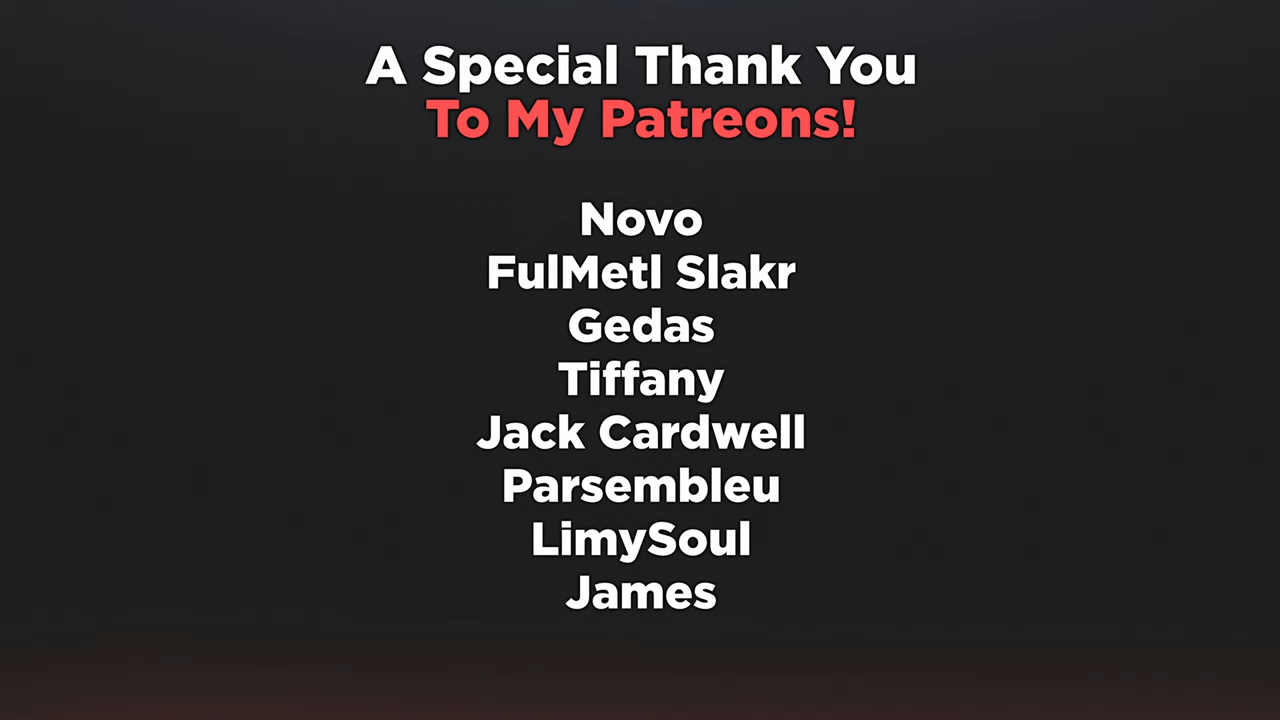 A Special Thank You
To My Patreons!
Novo
FulMetl Slakr
Gedas
Tiffany
Jack Cardwell
Parsembleu
LimySoul
James